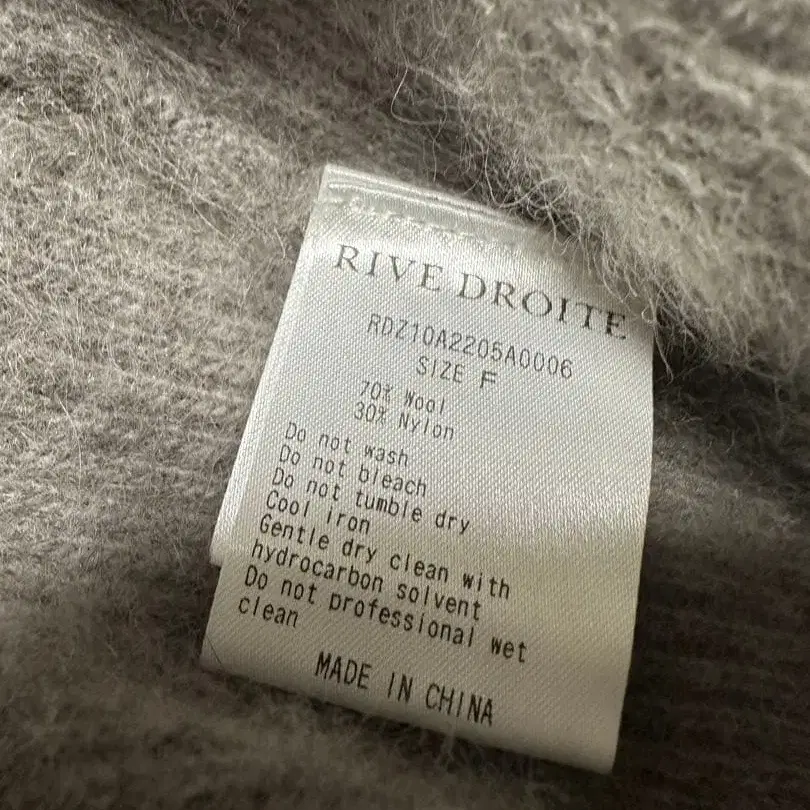 RIVE DROITE
RDZ10A2205A0006
SIZE F
70% Wool
30% Nylon
Do not wash
Do not bleach
Do not tumble dry
Cool iron
Gentle dry clean with
hydrocarbon solvent
Do not professional wet
clean
MADE IN CHINA